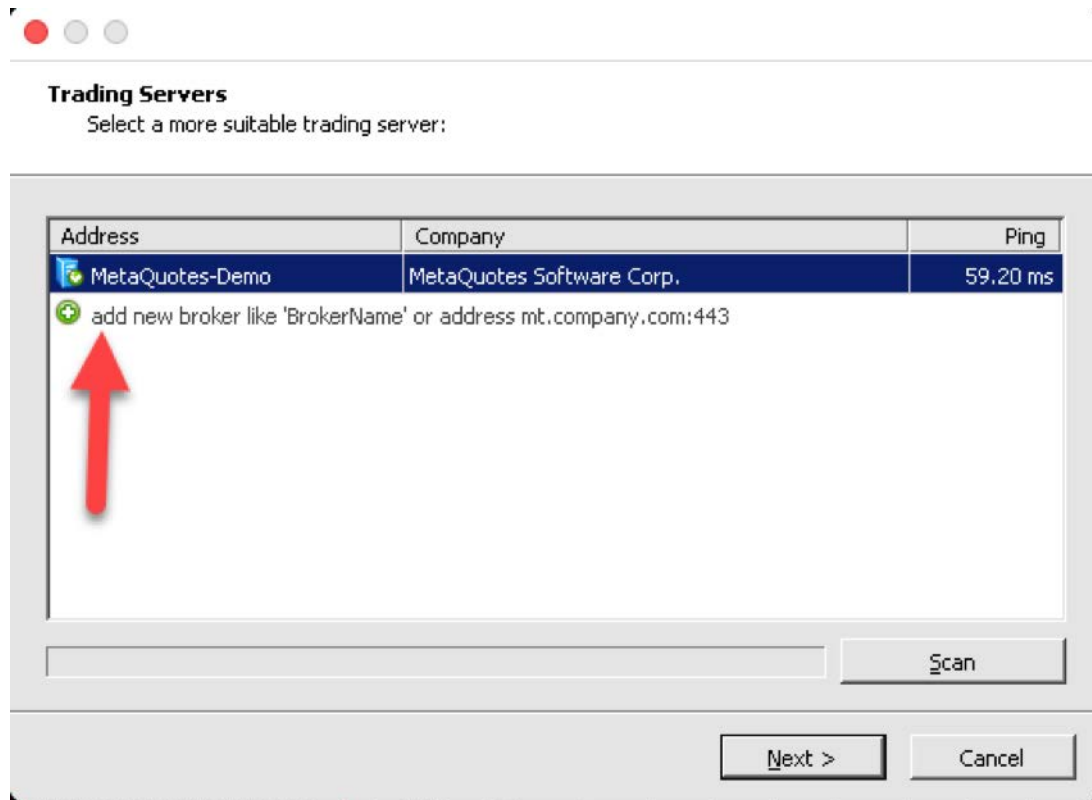 Trading Servers
Select a more suitable trading server:
Address Company Ping
MetaQuotes-Demo MetaQuotes Software Corp. 59.20 ms
add new broker like 'BrokerName' or address mt.company.com:443
Scan
Next > Cancel